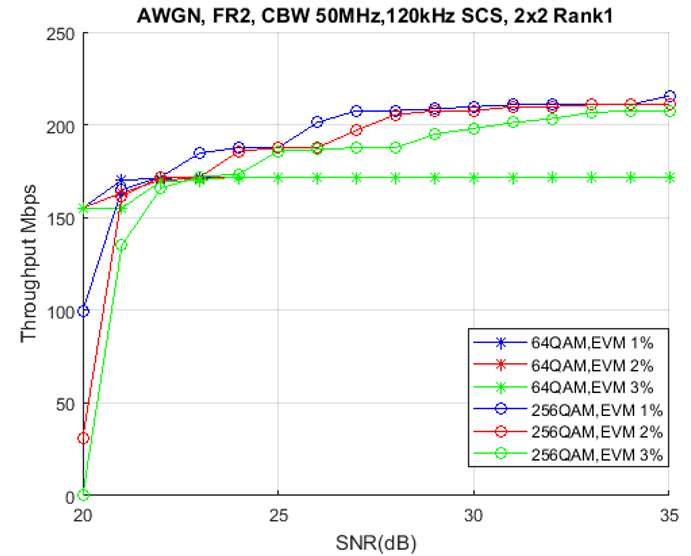 AWGN, FR2, CBW 50MHz,120kHz SCS, 2x2 Rank1
250
200
150
100
50
0
Throughput Mbps
20
25
30
35
SNR(dB)
64QAM,EVM 1%
64QAM,EVM 2%
64QAM,EVM 3%
256QAM,EVM 1%
256QAM,EVM 2%
256QAM,EVM 3%